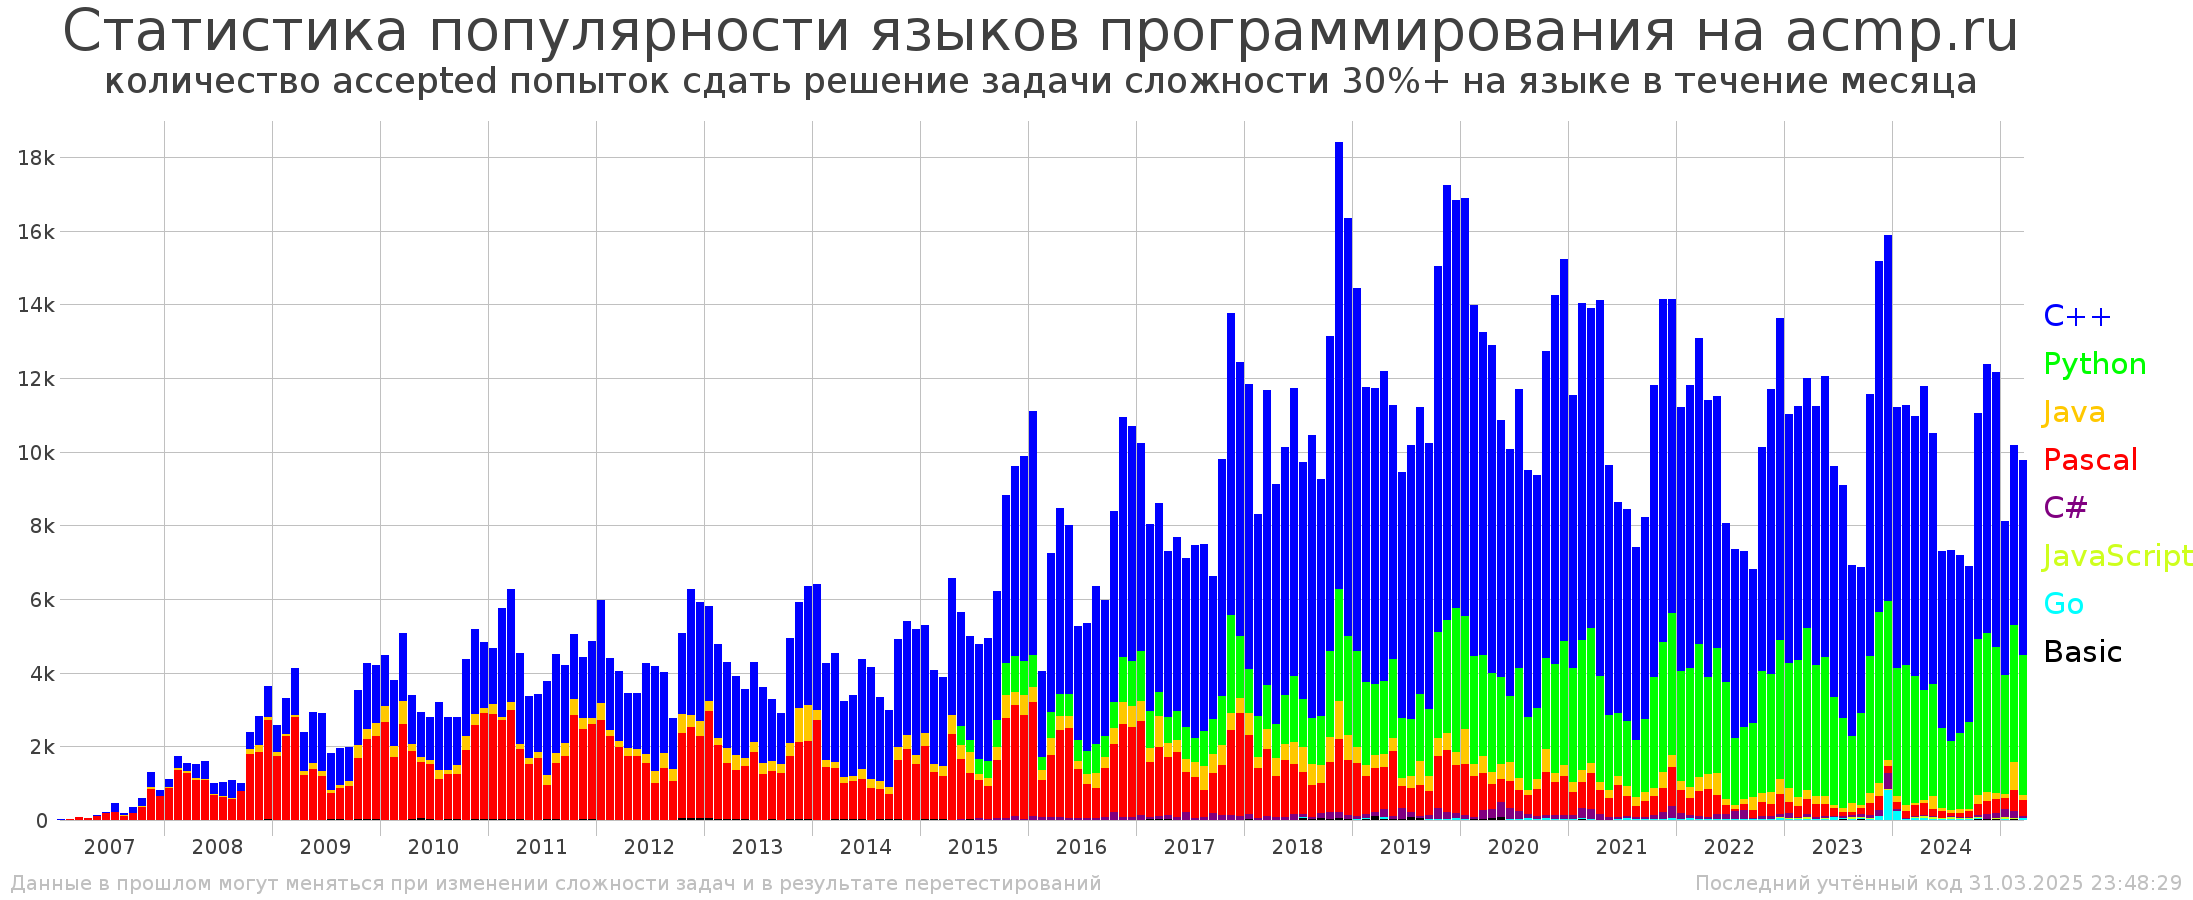 Статистика популярности языков программирования на acmp.ru
количество accepted попыток сдать решение задачи сложности 30%+ на языке в течение месяца
18k
16k
14k
12k
10k
8k
6k
4k
2k
0
C++
Python
Java
Pascal
C#
JavaScript
Go
Basic
2007 2008 2009 2010 2011 2012 2013 2014 2015 2016 2017 2018 2019 2020 2021 2022 2023 2024
Данные в прошлом могут меняться при изменении сложности задач и в результате перетестирований
Последний учтённый код 31.03.2025 23:48:29